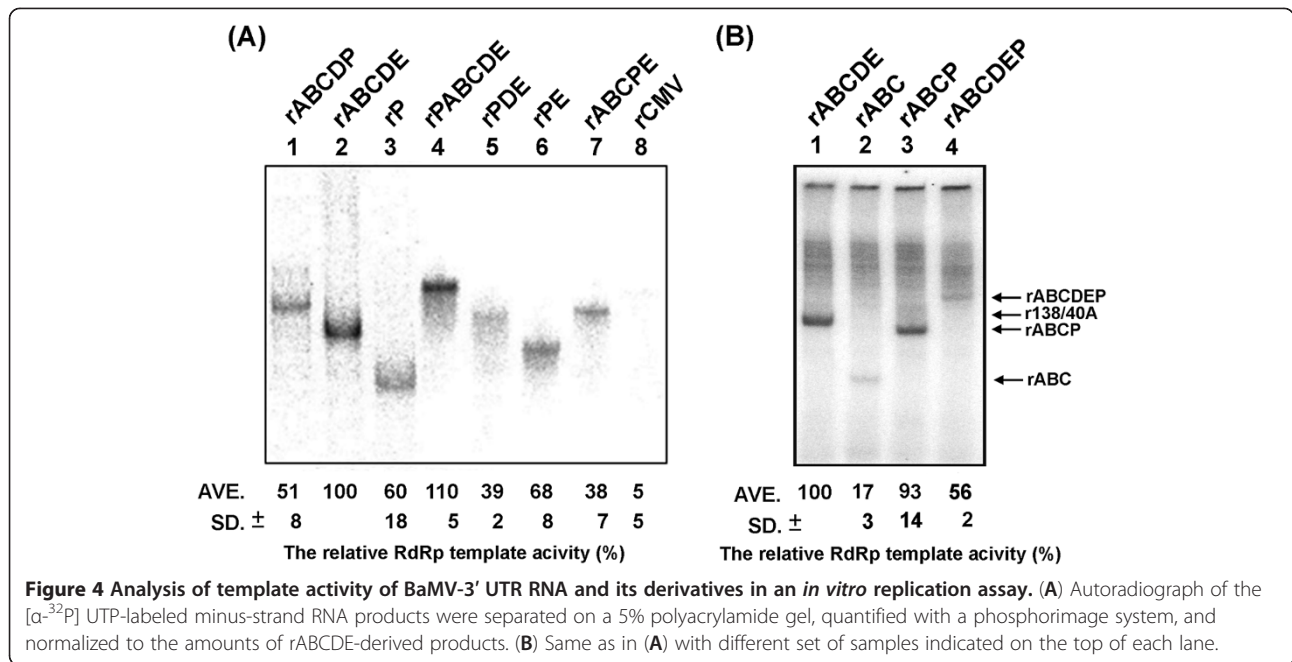 (A)
rABCDP rABCDE rP rPABCDE rPDE rPE rABCPE rCMV
1 2 3 4 5 6 7 8
AVE. 51 100 60 110 39 68 38 5
SD. ± 8 18 5 2 8 7 5
The relative RdRp template acivity (%)
(B)
rABCDE rABC rABCP rABCDEP
1 2 3 4
rABCDEP
r138/40A
rABCP
rABC
AVE. 100 17 93 56
SD. ± 3 14 2
The relative RdRp template acivity (%)
Figure 4 Analysis of template activity of BaMV-3′ UTR RNA and its derivatives in an in vitro replication assay. (A) Autoradiograph of the
[α-³²P] UTP-labeled minus-strand RNA products were separated on a 5% polyacrylamide gel, quantified with a phosphorimage system, and
normalized to the amounts of rABCDE-derived products. (B) Same as in (A) with different set of samples indicated on the top of each lane.